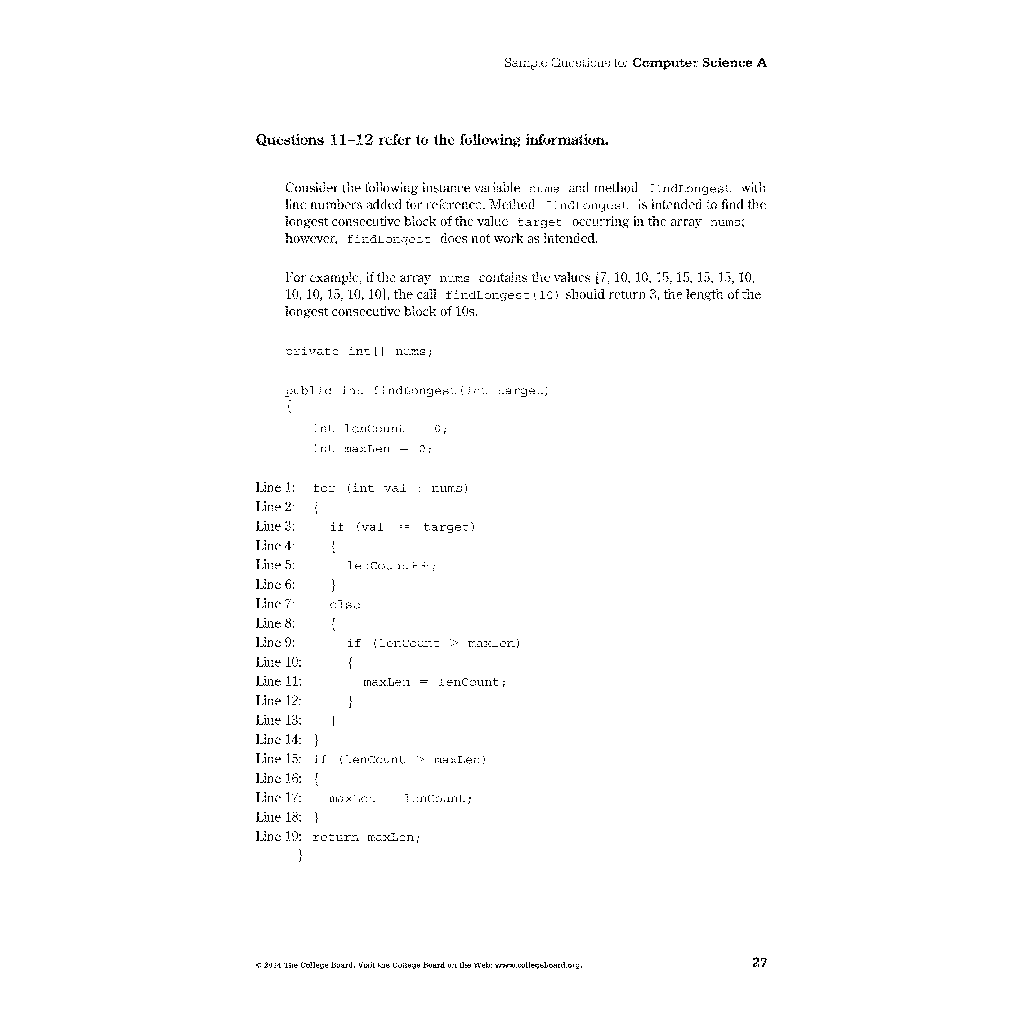 Sample Questions for Computer Science A
Questions 11–12 refer to the following information.
Consider the following instance variable nums and method findLongest with
line numbers added for reference. Method findLongest is intended to find the
longest consecutive block of the value target occurring in the array nums;
however, findLongest does not work as intended.
For example, if the array nums contains the values [7, 10, 10, 15, 15, 15, 15, 10,
10, 10, 15, 10, 10], the call findLongest(10) should return 3, the length of the
longest consecutive block of 10s.
private int[] nums;
public int findLongest(int target)
{
int lenCount = 0;
int maxLen = 0;
Line 1: for (int val : nums)
Line 2: {
Line 3: if (val == target)
Line 4: {
Line 5: lenCount++;
Line 6: }
Line 7: else
Line 8: {
Line 9: if (lenCount > maxLen)
Line 10: {
Line 11: maxLen = lenCount;
Line 12: }
Line 13: }
Line 14: }
Line 15: if (lenCount > maxLen)
Line 16: {
Line 17: maxLen = lenCount;
Line 18: }
Line 19: return maxLen;
}
© 2014 The College Board. Visit the College Board on the Web: www.collegeboard.org. 27